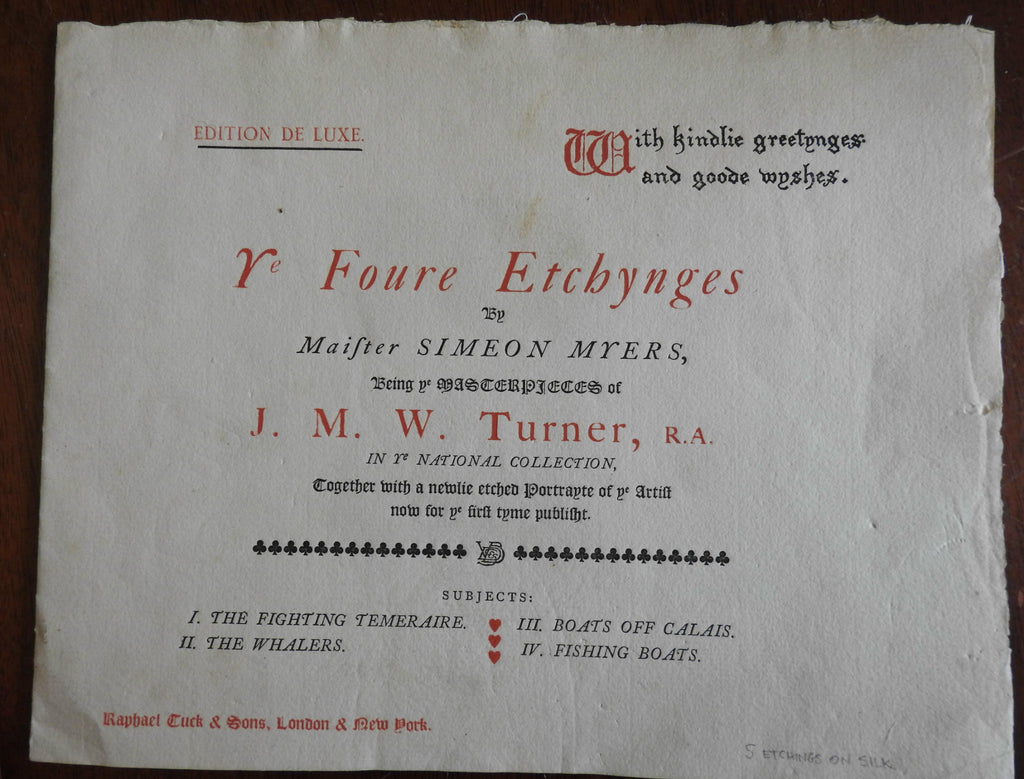 EDITION DE LUXE.
With kindlie greetynges
and goode wyshes.
Ye Foure Etchynges
By
Maiſter SIMEON MYERS,
Being ye MASTERPIECES of
J. M. W. Turner, R.A.
IN Ye NATIONAL COLLECTION,
Together with a newlie etched Portrayte of ye Artiſt
now for ye firſt tyme publiſht.
SUBJECTS:
I. THE FIGHTING TEMERAIRE.
II. THE WHALERS.
III. BOATS OFF CALAIS.
IV. FISHING BOATS.
Raphael Tuck & Sons, London & New York.
5 ETCHINGS ON SILK